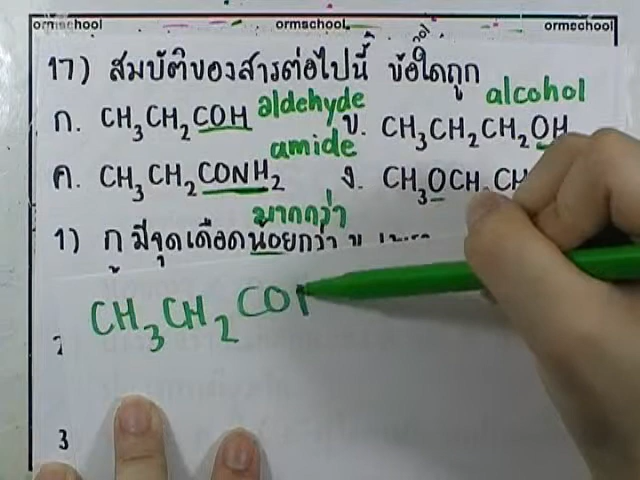 ormschool ormschool ormschool
17) สมบัติของสารต่อไปนี้ ข้อใดถูก
ก. CH3CH2COH aldehyde ข. CH3CH2CH2OH alcohol
ค. CH3CH2CONH2 amide ง. CH3OCH
มากกว่า
1) ก มีจุดเดือดน้อยกว่า ข
CH3CH2CO
3